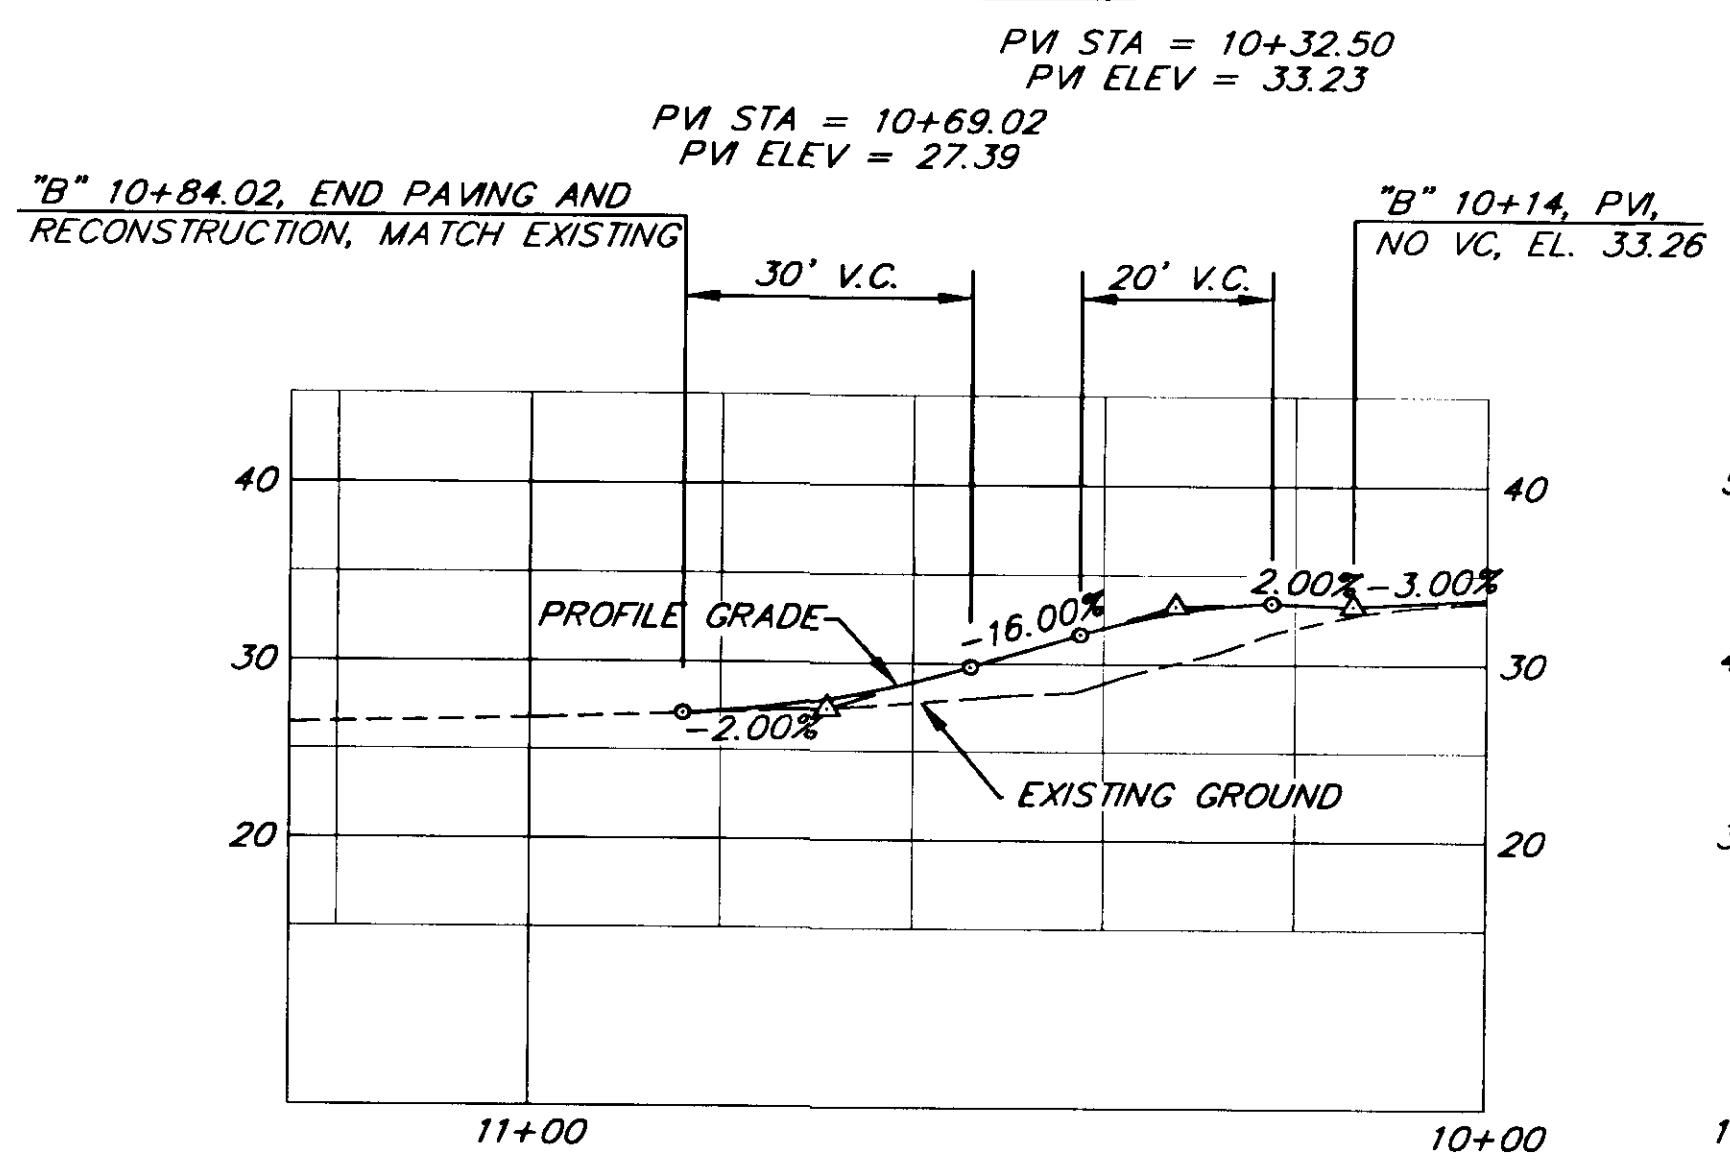 PVI STA = 10+32.50
PVI ELEV = 33.23
PVI STA = 10+69.02
PVI ELEV = 27.39
"B" 10+84.02, END PAVING AND
RECONSTRUCTION, MATCH EXISTING
"B" 10+14, PVI,
NO VC, EL. 33.26
30' V.C.
20' V.C.
40
40
2.00%
-3.00%
PROFILE GRADE
-16.00%
30
30
-2.00%
EXISTING GROUND
20
20
11+00
10+00